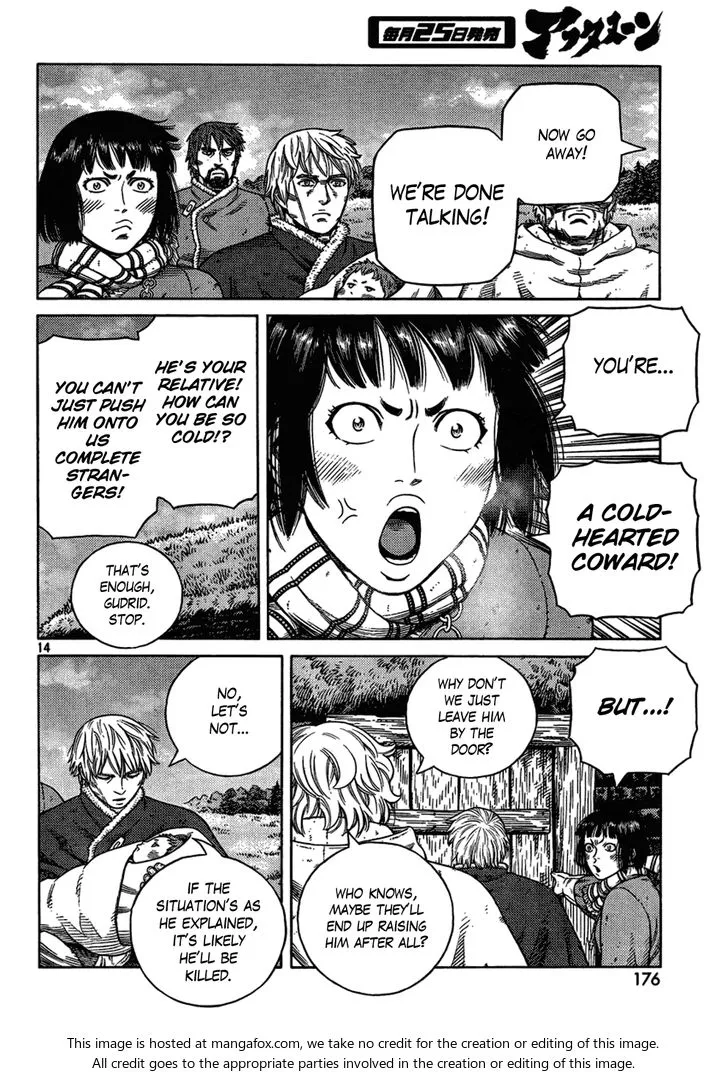 毎月25日発売
アフタヌーン
NOW GO
AWAY!
WE'RE DONE
TALKING!
YOU'RE...
A COLD-
HEARTED
COWARD!
HE'S YOUR
RELATIVE!
HOW CAN
YOU BE SO
COLD!?
YOU CAN'T
JUST PUSH
HIM ONTO
US
COMPLETE
STRAN-
GERS!
THAT'S
ENOUGH,
GUDRID.
STOP.
14
BUT...!
WHY DON'T
WE JUST
LEAVE HIM
BY THE
DOOR?
WHO KNOWS,
MAYBE THEY'LL
END UP RAISING
HIM AFTER ALL?
NO,
LET'S
NOT...
IF THE
SITUATION'S AS
HE EXPLAINED,
IT'S LIKELY
HE'LL BE
KILLED.
176
This image is hosted at mangafox.com, we take no credit for the creation or editing of this image.
All credit goes to the appropriate parties involved in the creation or editing of this image.